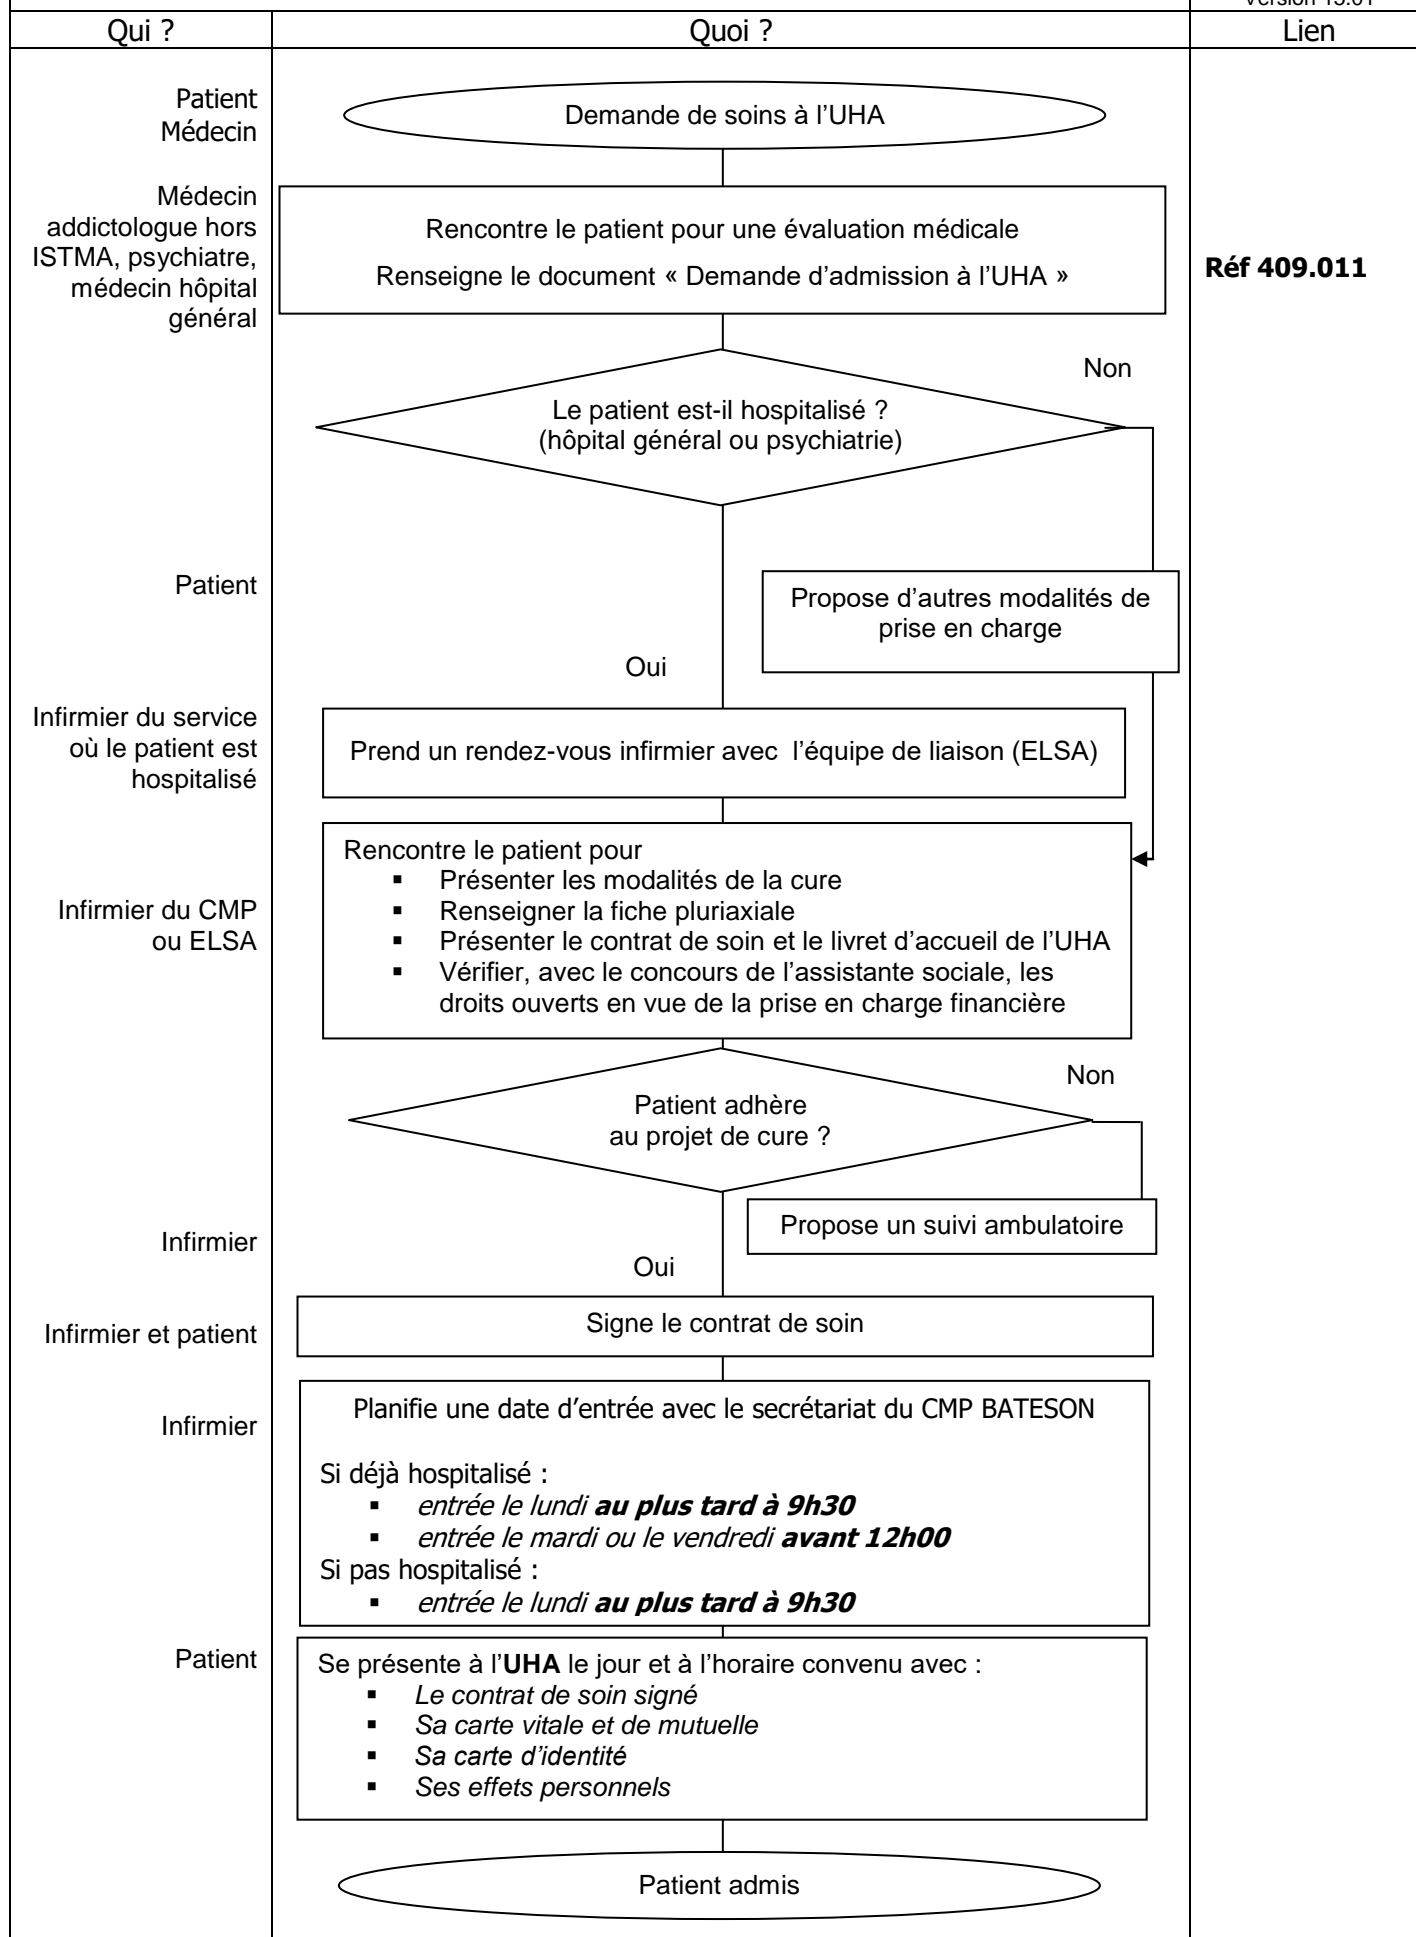 Version 15.01
Qui ?
Quoi ?
Lien
Patient
Médecin
Demande de soins à l’UHA
Médecin
addictologue hors
ISTMA, psychiatre,
médecin hôpital
général
Rencontre le patient pour une évaluation médicale
Renseigne le document « Demande d’admission à l’UHA »
Réf 409.011
Non
Le patient est-il hospitalisé ?
(hôpital général ou psychiatrie)
Patient
Propose d’autres modalités de
prise en charge
Oui
Infirmier du service
où le patient est
hospitalisé
Prend un rendez-vous infirmier avec l’équipe de liaison (ELSA)
Infirmier du CMP
ou ELSA
Rencontre le patient pour
▪ Présenter les modalités de la cure
▪ Renseigner la fiche pluriaxiale
▪ Présenter le contrat de soin et le livret d’accueil de l’UHA
▪ Vérifier, avec le concours de l’assistante sociale, les
droits ouverts en vue de la prise en charge financière
Non
Patient adhère
au projet de cure ?
Infirmier
Propose un suivi ambulatoire
Oui
Infirmier et patient
Signe le contrat de soin
Infirmier
Planifie une date d’entrée avec le secrétariat du CMP BATESON
Si déjà hospitalisé :
▪ entrée le lundi au plus tard à 9h30
▪ entrée le mardi ou le vendredi avant 12h00
Si pas hospitalisé :
▪ entrée le lundi au plus tard à 9h30
Patient
Se présente à l’UHA le jour et à l’horaire convenu avec :
▪ Le contrat de soin signé
▪ Sa carte vitale et de mutuelle
▪ Sa carte d’identité
▪ Ses effets personnels
Patient admis